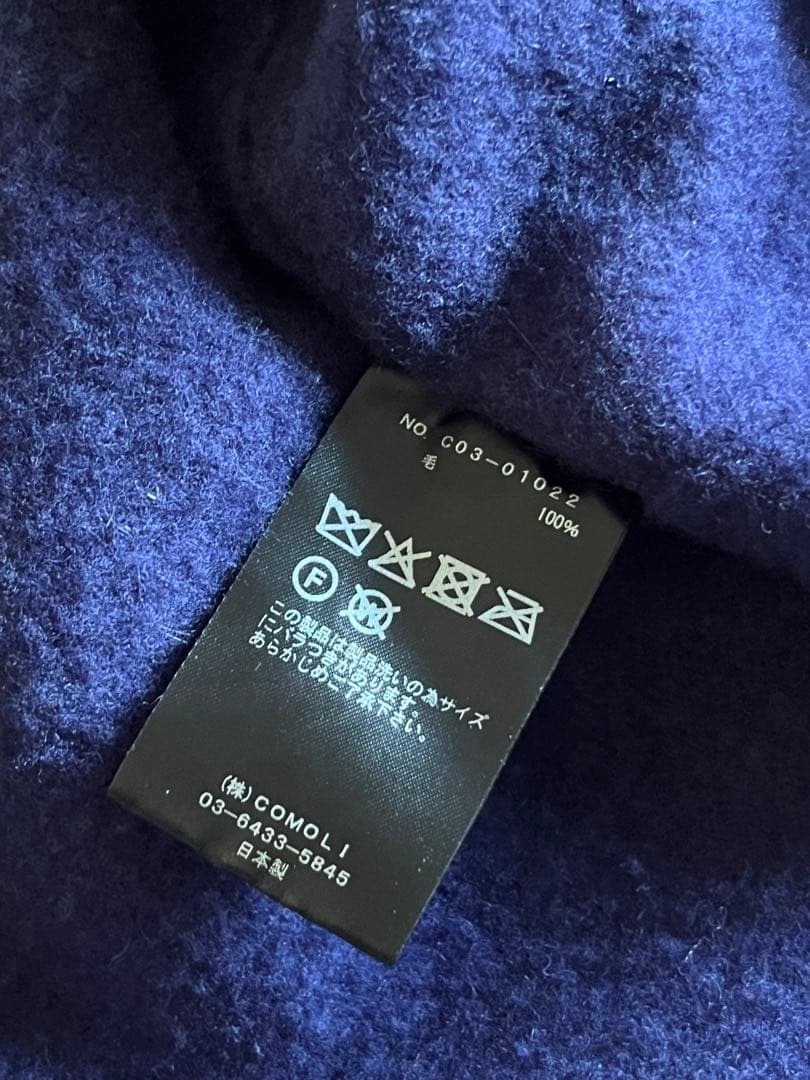 NO. C03-01022
毛 100%
F
W
この製品は製品洗いの為サイズ
にバラつきがあります。
あらかじめご了承下さい。
(株)COMOLI
03-6433-5845
日本製